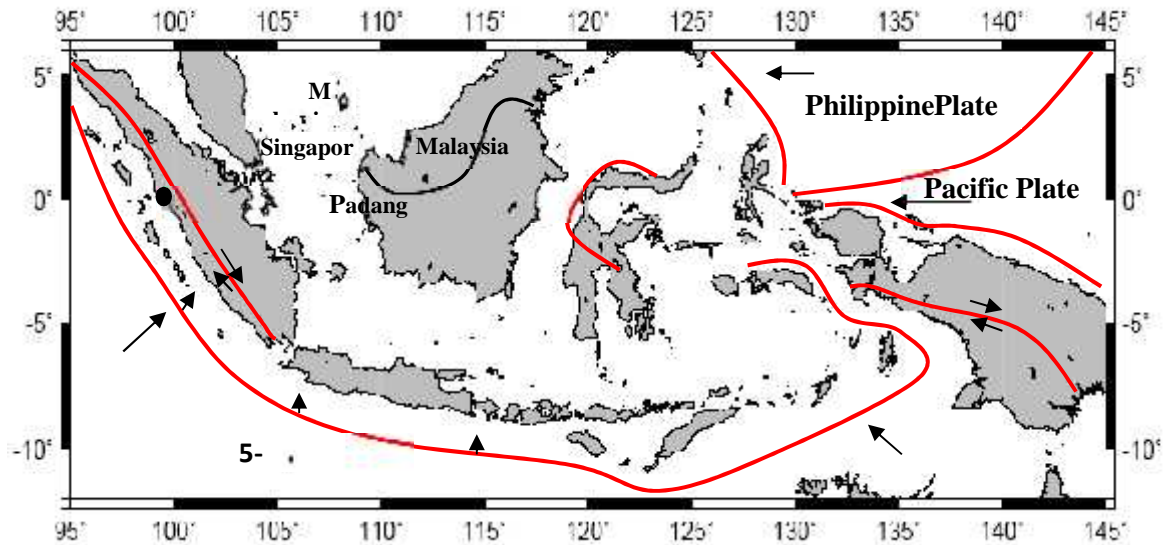 95° 100° 105° 110° 115° 120° 125° 130° 135° 140° 145°
5° 5°
M
PhilippinePlate
Singapor Malaysia
Pacific Plate
0° 0°
Padang
-5° -5°
-10° 5- -10°
95° 100° 105° 110° 115° 120° 125° 130° 135° 140° 145°